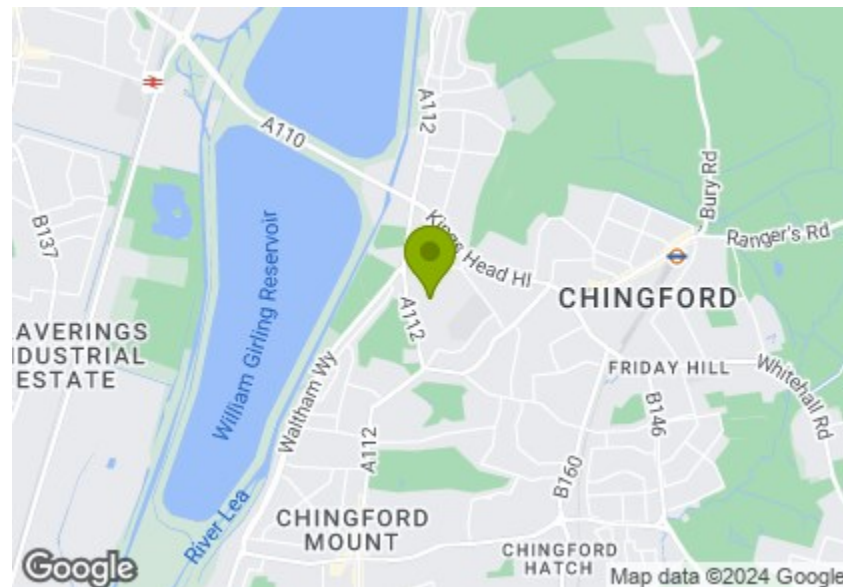 A112
A110
Bury Rd
Ranger's Rd
B137
Kings Head Hl
William Girling Reservoir
CHINGFORD
A112
AVERINGS
NDUSTRIAL
ESTATE
Waltham Wy
FRIDAY HILL
Whitehall Rd
B146
A112
B160
River Lea
CHINGFORD
MOUNT
CHINGFORD
HATCH
Google
Map data ©2024 Google